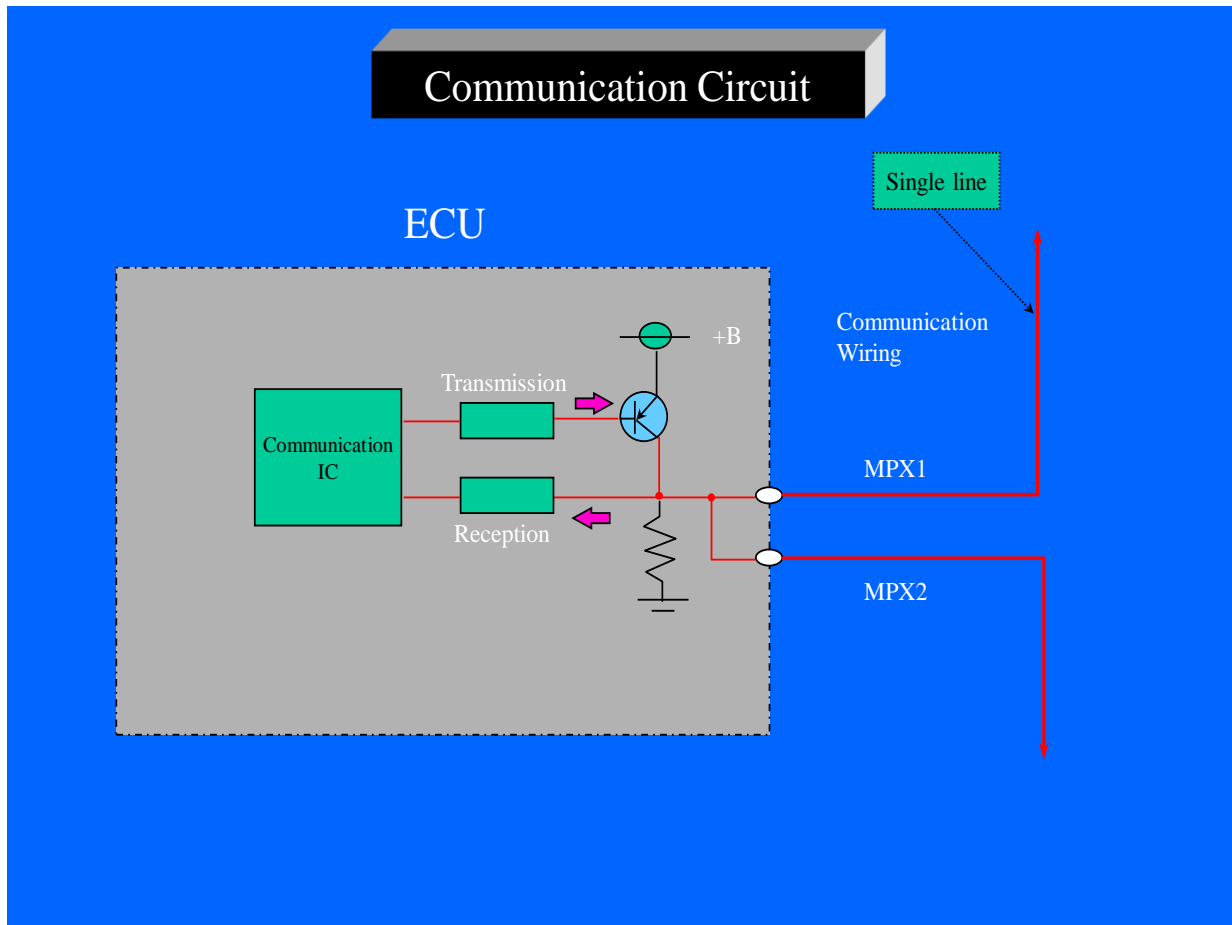 Communication Circuit
Single line
ECU
Communication
Wiring
+B
Transmission
Communication
IC
MPX1
Reception
MPX2